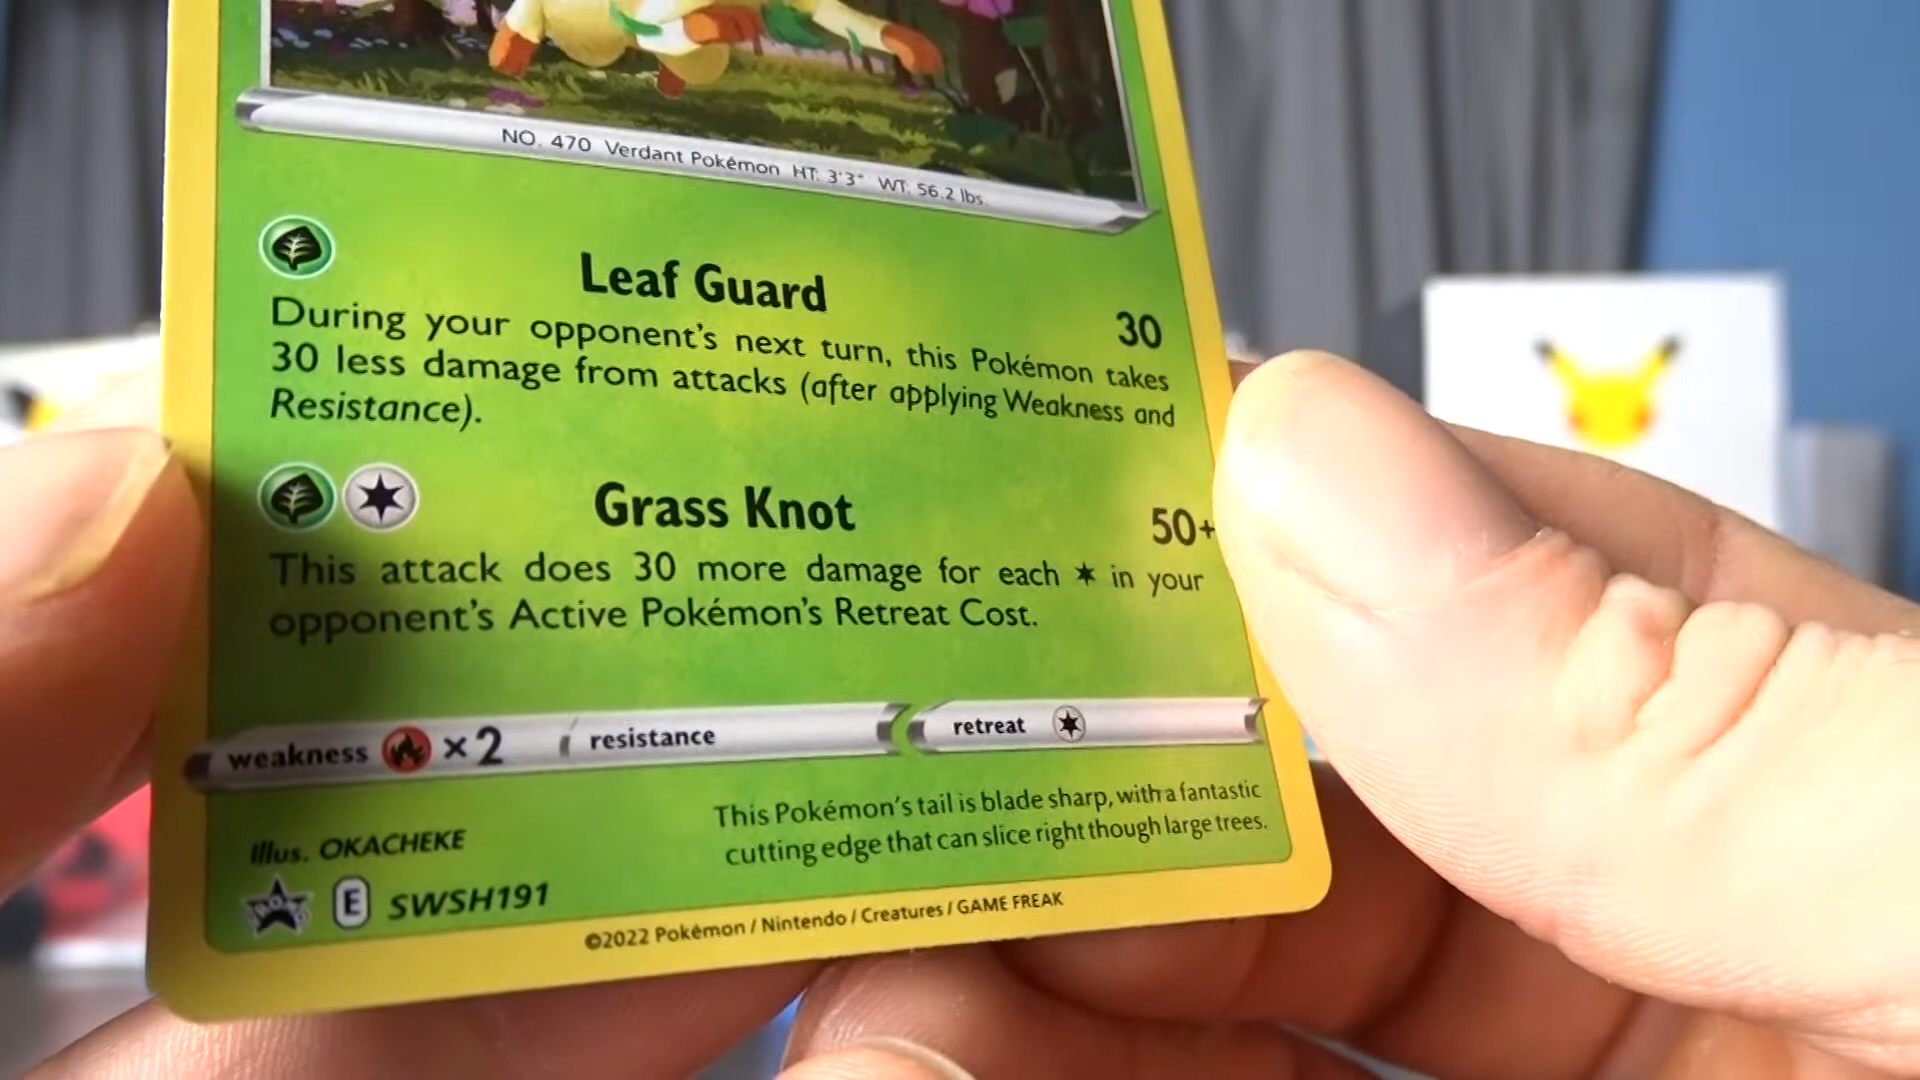 NO. 470 Verdant Pokémon HT: 3'3" WT: 56.2 lbs.
Leaf Guard
30
During your opponent's next turn, this Pokémon takes
30 less damage from attacks (after applying Weakness and
Resistance).
Grass Knot
50+
This attack does 30 more damage for each ✶ in your
opponent's Active Pokémon's Retreat Cost.
weakness ×2 resistance retreat
This Pokémon's tail is blade sharp, with a fantastic
cutting edge that can slice right though large trees.
Illus. OKACHEKE
E SWSH191
©2022 Pokémon / Nintendo / Creatures / GAME FREAK